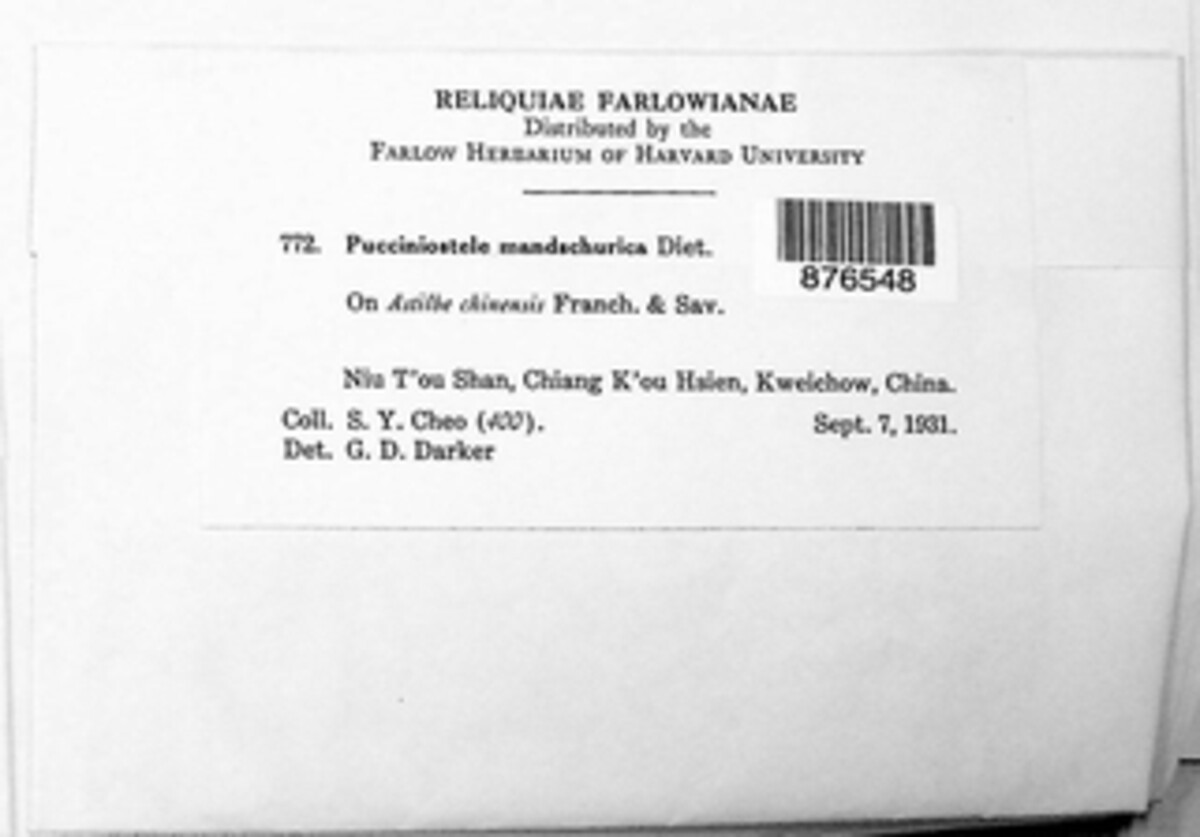 RELIQUIAE FARLOWIANAE
Distributed by the
FARLOW HERBARIUM OF HARVARD UNIVERSITY
772. Pucciniostele mandschurica Diet.
876548
On Astilbe chinensis Franch. & Sav.
Niu T'ou Shan, Chiang K'ou Hsien, Kweichow, China.
Coll. S. Y. Cheo (400). Sept. 7, 1931.
Det. G. D. Darker